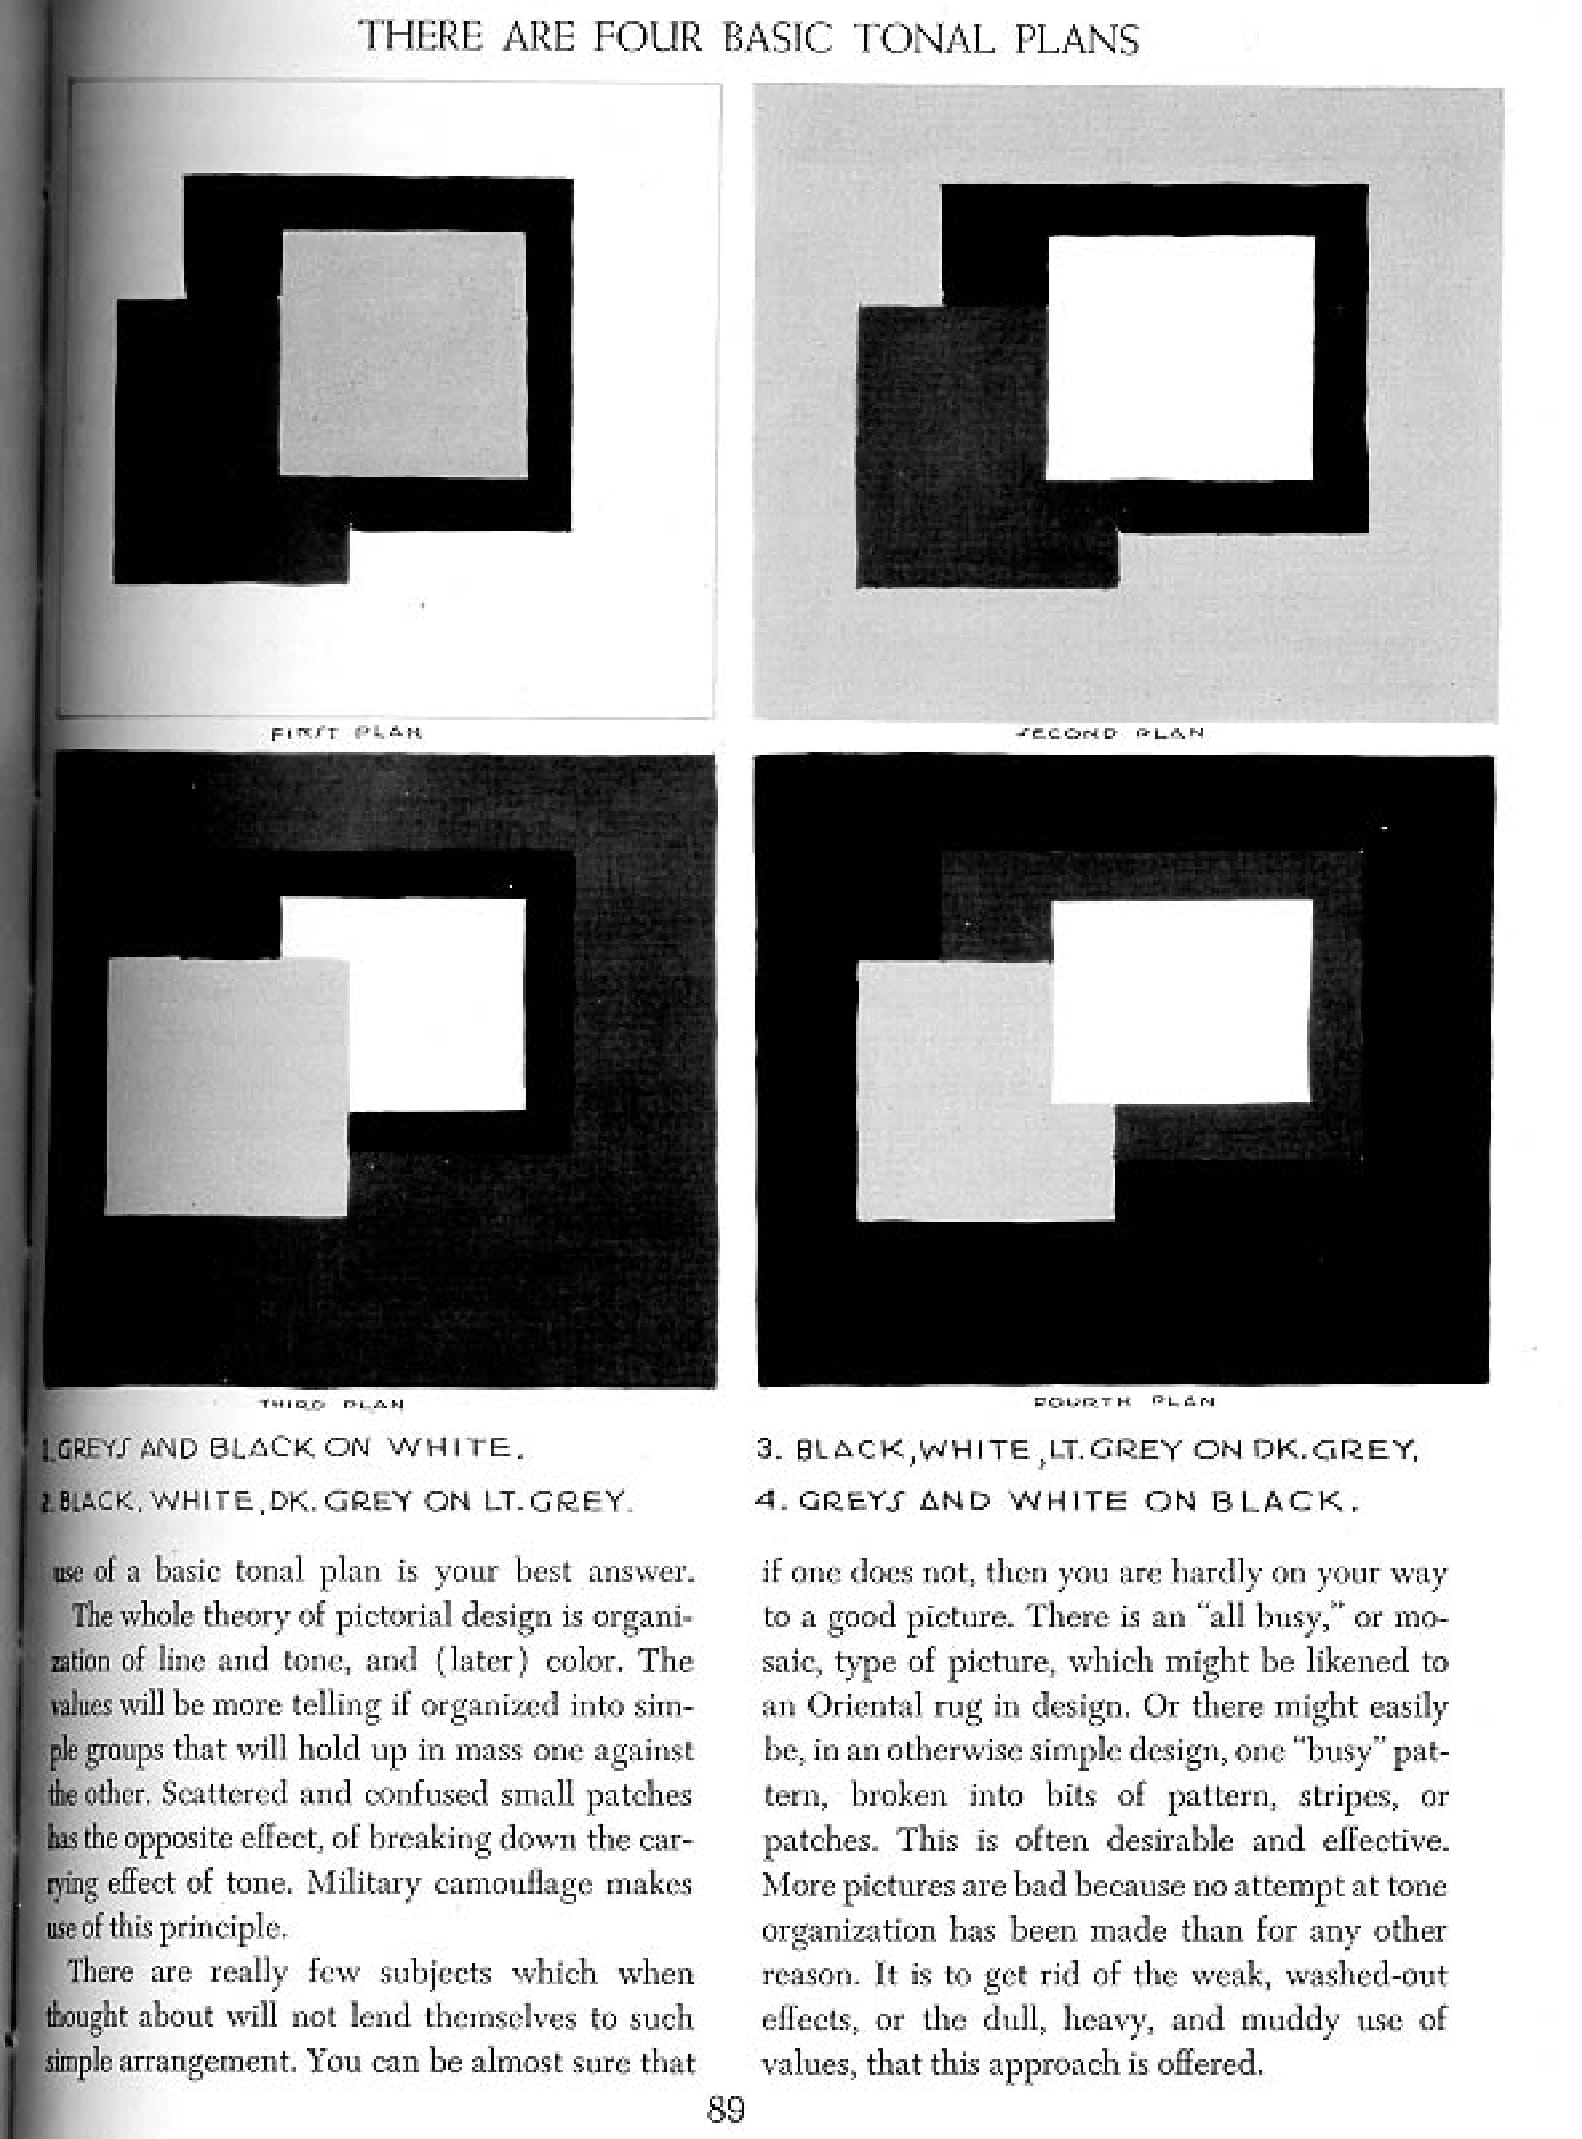 THERE ARE FOUR BASIC TONAL PLANS
FIRST PLAN
SECOND PLAN
THIRD PLAN
FOURTH PLAN
1. GREYS AND BLACK ON WHITE.
2. BLACK, WHITE, DK. GREY ON LT. GREY.
3. BLACK, WHITE, LT. GREY ON DK. GREY.
4. GREYS AND WHITE ON BLACK.
use of a basic tonal plan is your best answer.
The whole theory of pictorial design is organi-
zation of line and tone, and (later) color. The
values will be more telling if organized into sim-
ple groups that will hold up in mass one against
the other. Scattered and confused small patches
has the opposite effect, of breaking down the car-
rying effect of tone. Military camouflage makes
use of this principle.
There are really few subjects which when
thought about will not lend themselves to such
simple arrangement. You can be almost sure that
if one does not, then you are hardly on your way
to a good picture. There is an "all busy," or mo-
saic, type of picture, which might be likened to
an Oriental rug in design. Or there might easily
be, in an otherwise simple design, one "busy" pat-
tern, broken into bits of pattern, stripes, or
patches. This is often desirable and effective.
More pictures are bad because no attempt at tone
organization has been made than for any other
reason. It is to get rid of the weak, washed-out
effects, or the dull, heavy, and muddy use of
values, that this approach is offered.
89